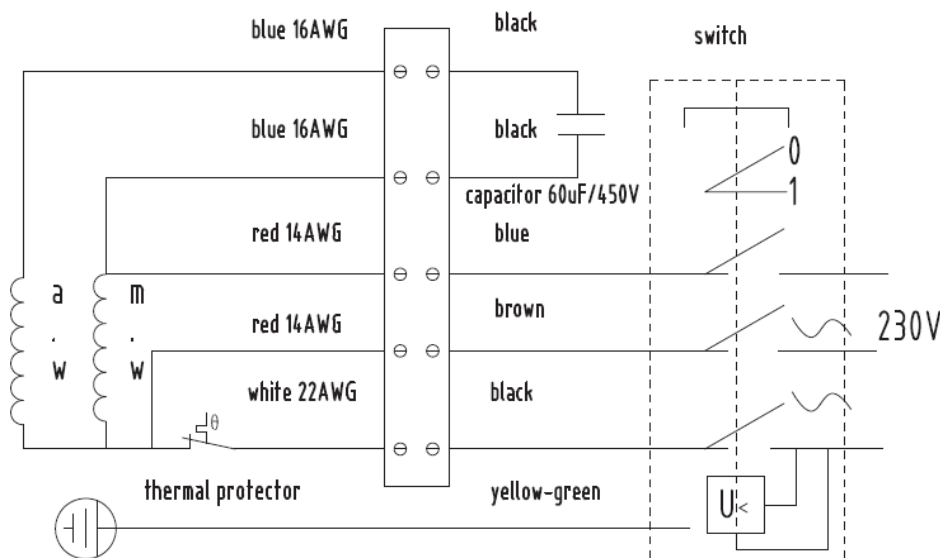 blue 16AWG
black
switch
blue 16AWG
black
0
1
capacitor 60uF/450V
red 14AWG
blue
a
.
w
m
.
w
red 14AWG
brown
230V
white 22AWG
black
θ
thermal protector
yellow-green
U<